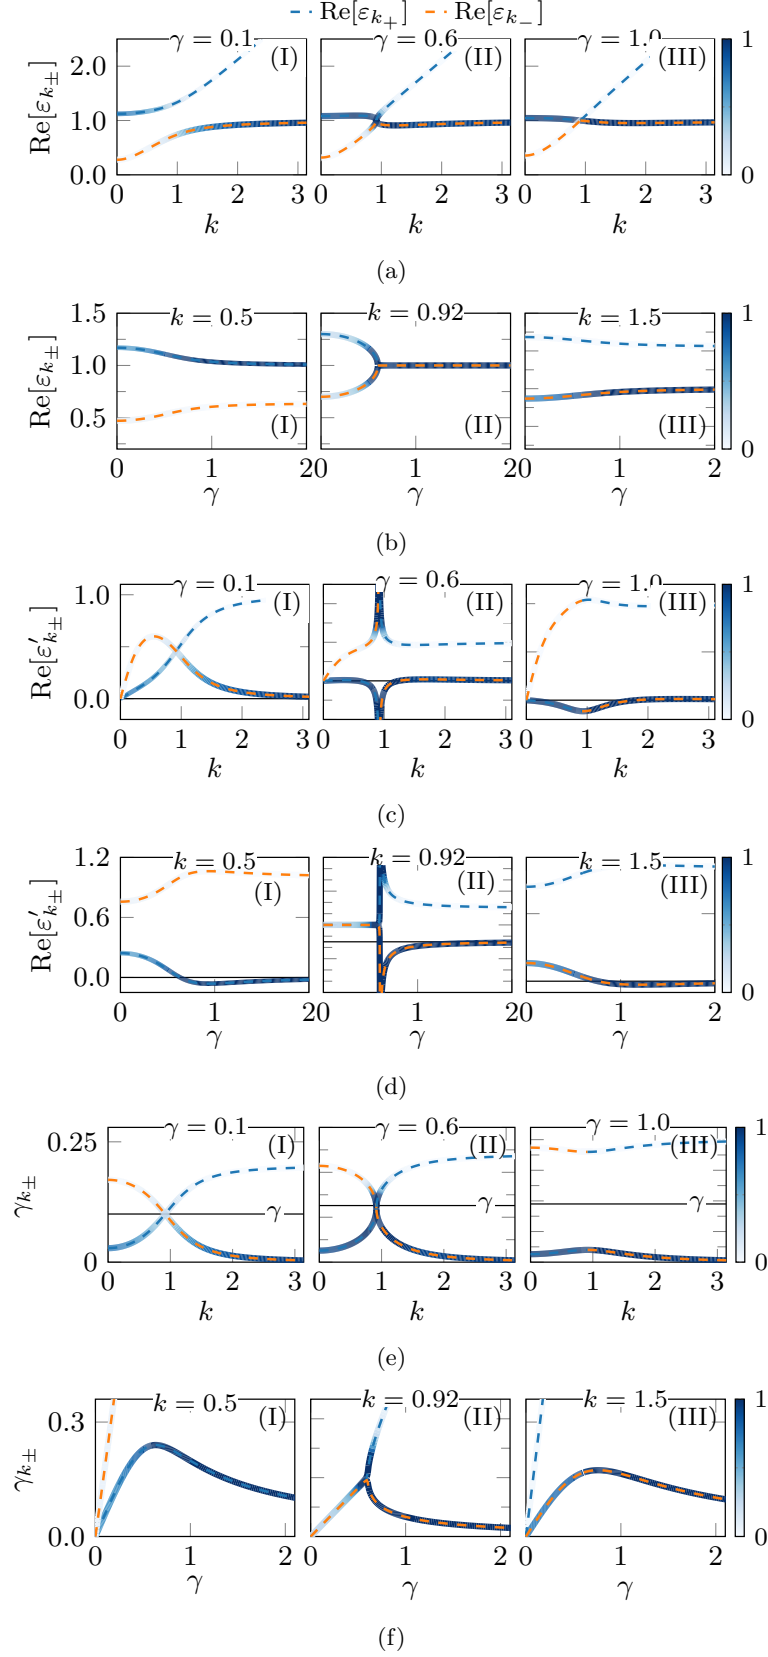 Re[ε_{k+}] Re[ε_{k−}]
γ = 0.1 γ = 0.6 γ = 1.0
(I) (II) (III)
Re[ε_{k±}]
2.0
1.0
0.0
1
0
0 1 2 3 0 1 2 3 0 1 2 3
k k k
(a)
k = 0.5 k = 0.92 k = 1.5
(I) (II) (III)
Re[ε_{k±}]
1.5
1.0
0.5
1
0
0 1 20 1 20 1 2
γ γ γ
(b)
γ = 0.1 γ = 0.6 γ = 1.0
(I) (II) (III)
Re[ε′_{k±}]
1.0
0.0
1
0
0 1 2 3 0 1 2 3 0 1 2 3
k k k
(c)
k = 0.5 k = 0.92 k = 1.5
(I) (II) (III)
Re[ε′_{k±}]
1.2
0.6
0.0
1
0
0 1 20 1 20 1 2
γ γ γ
(d)
γ = 0.1 γ = 0.6 γ = 1.0
(I) (II) (III)
γ_{k±}
0.25
0
γ γ γ
1
0
0 1 2 3 0 1 2 3 0 1 2 3
k k k
(e)
k = 0.5 k = 0.92 k = 1.5
(I) (II) (III)
γ_{k±}
0.3
0.0
1
0
0 1 2 0 1 2 0 1 2
γ γ γ
(f)